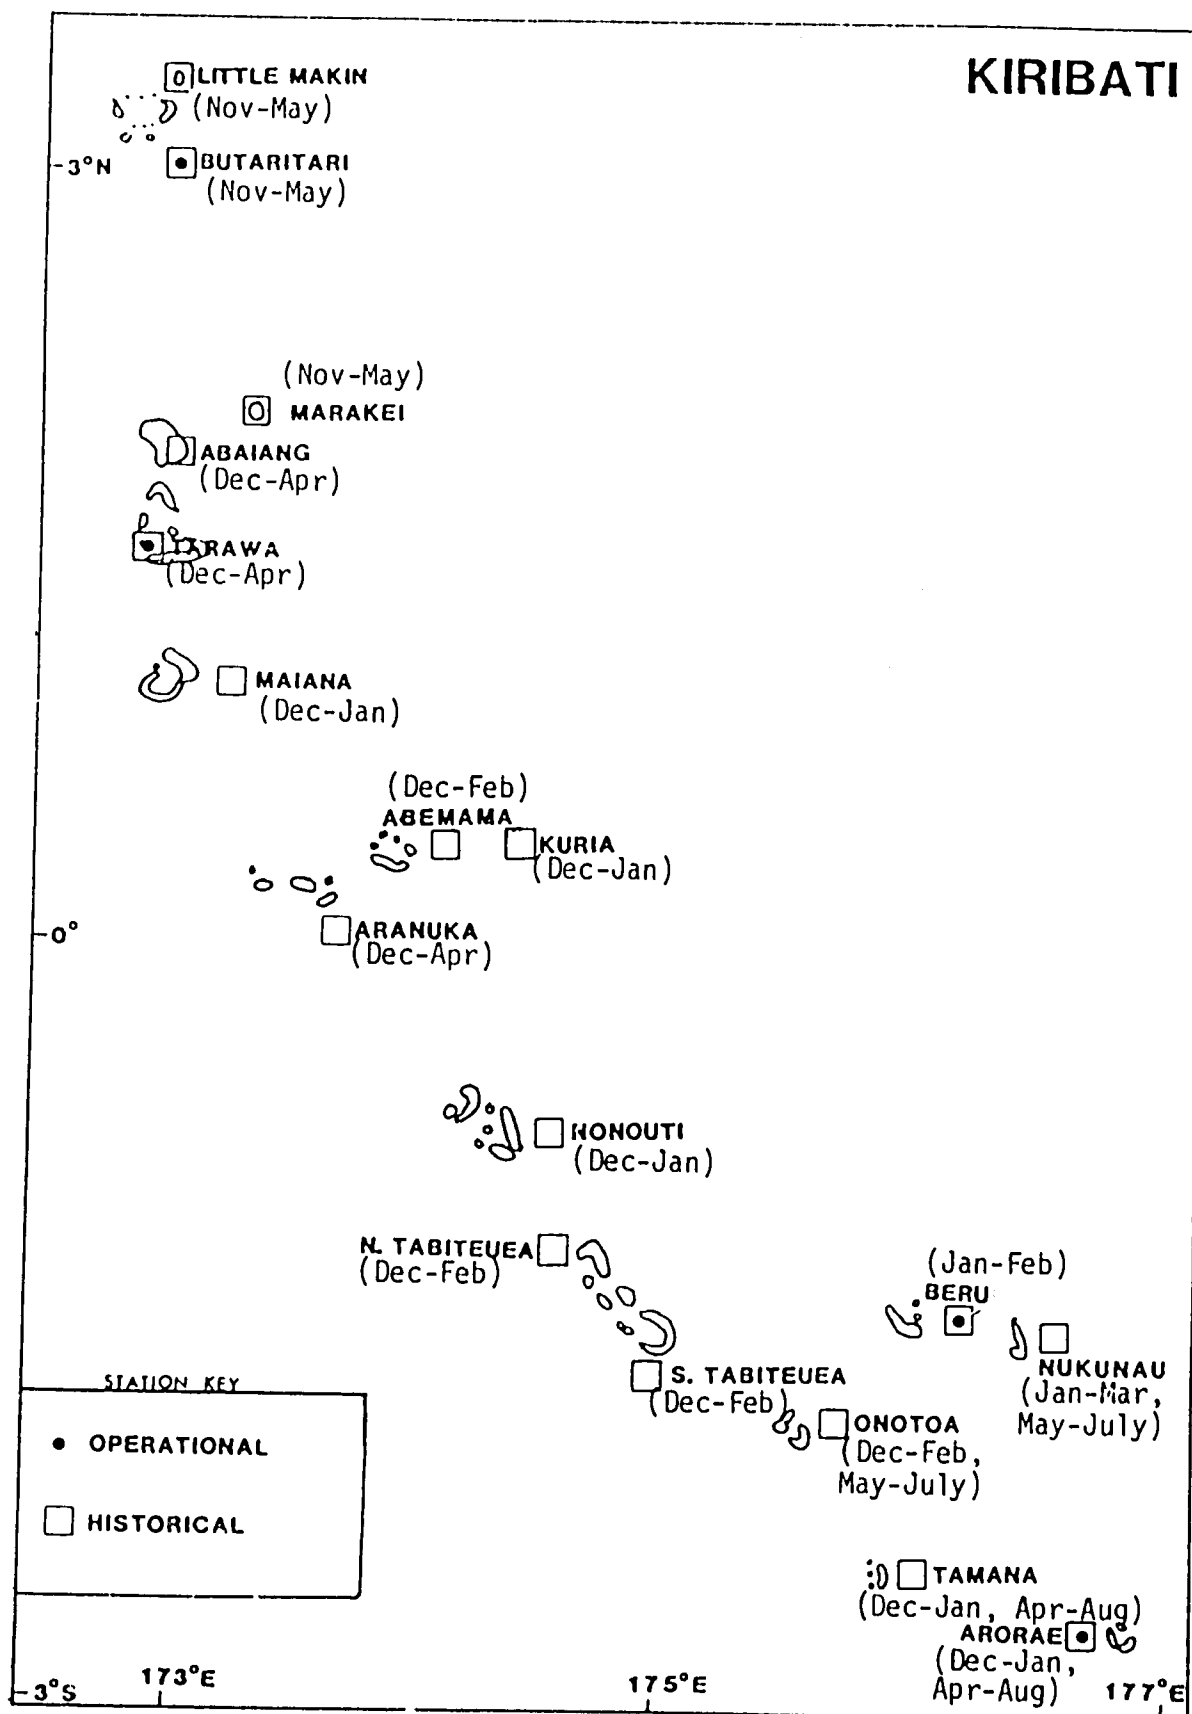 KIRIBATI
LITTLE MAKIN
(Nov-May)
3°N
BUTARITARI
(Nov-May)
(Nov-May)
MARAKEI
ABAIANG
(Dec-Apr)
TARAWA
(Dec-Apr)
MAIANA
(Dec-Jan)
(Dec-Feb)
ABEMAMA
KURIA
(Dec-Jan)
0°
ARANUKA
(Dec-Apr)
NONOUTI
(Dec-Jan)
N. TABITEUEA
(Dec-Feb)
(Jan-Feb)
BERU
NUKUNAU
(Jan-Mar,
May-July)
S. TABITEUEA
(Dec-Feb)
ONOTOA
(Dec-Feb,
May-July)
STATION KEY
OPERATIONAL
HISTORICAL
TAMANA
(Dec-Jan, Apr-Aug)
ARORAE
(Dec-Jan,
Apr-Aug)
3°S
173°E
175°E
177°E